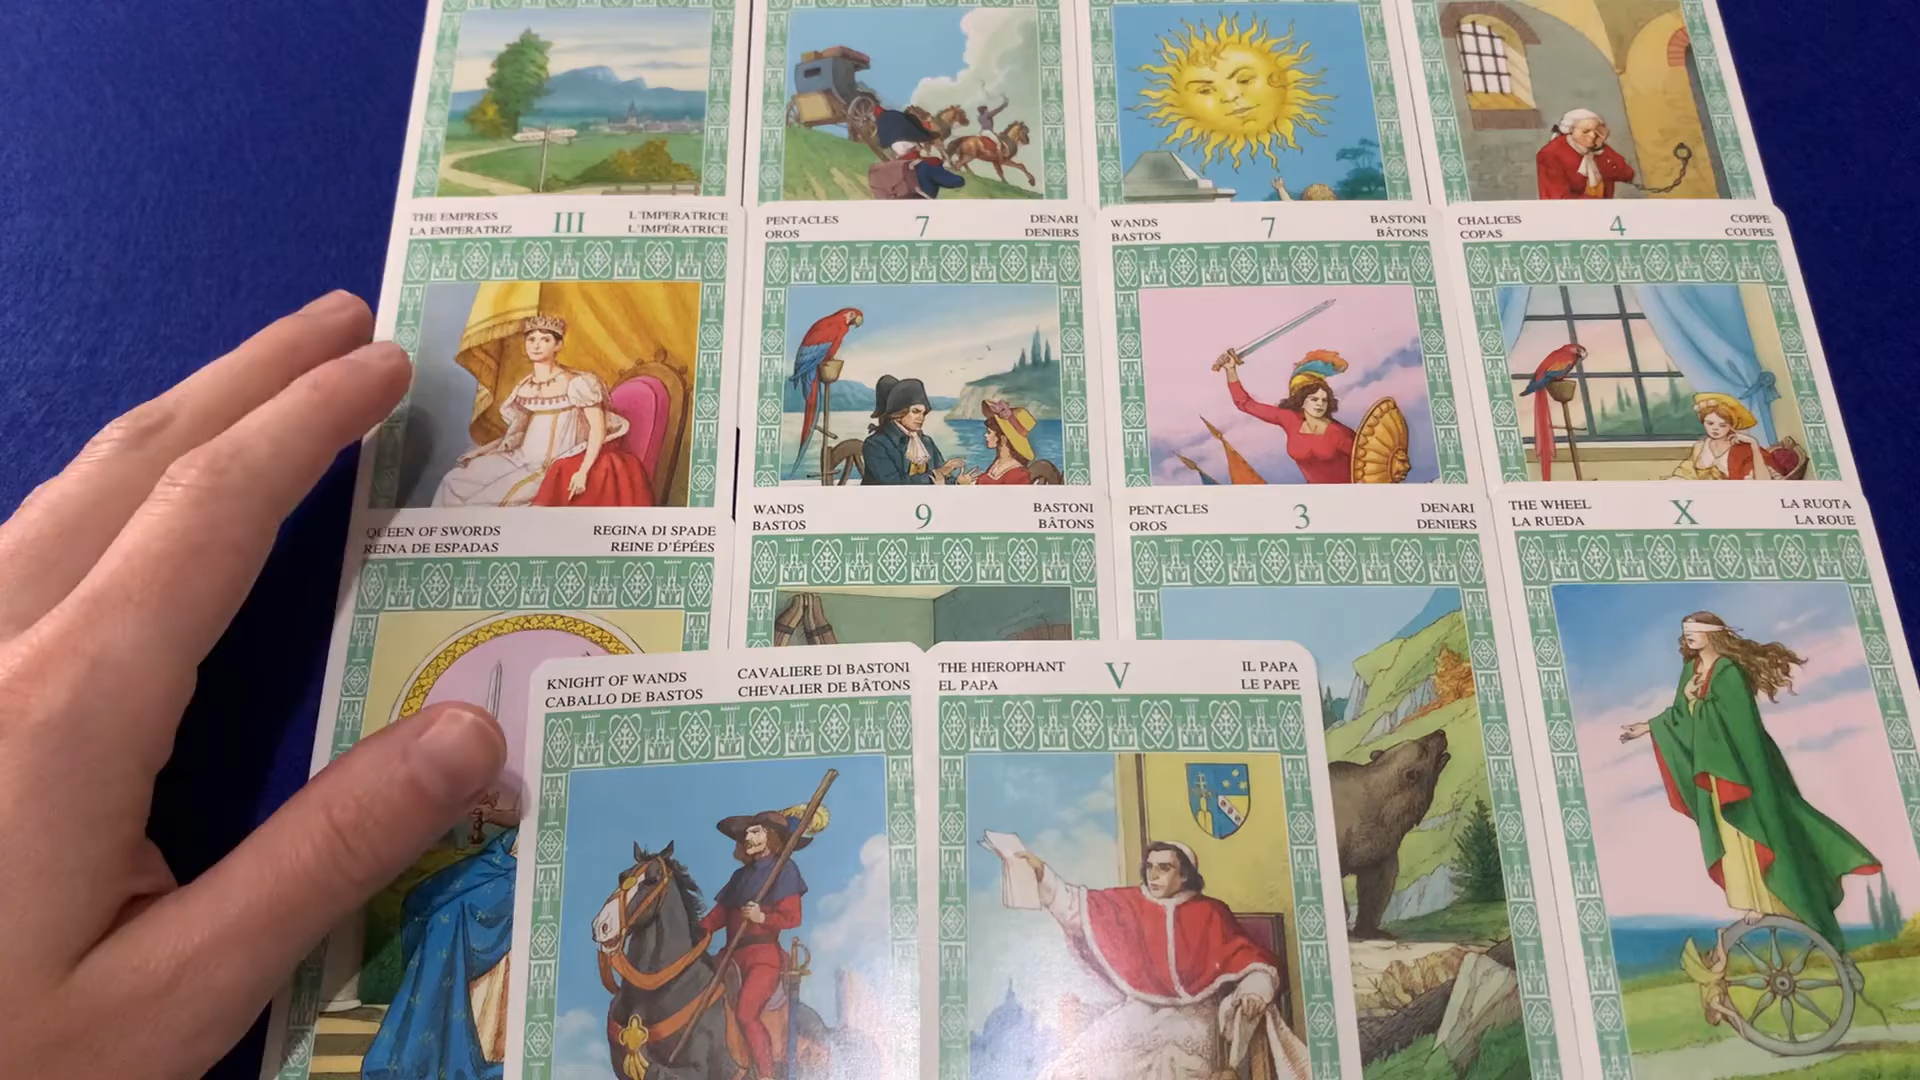 THE EMPRESS III L'IMPERATRICE
LA EMPERATRIZ L'IMPÉRATRICE
PENTACLES 7 DENARI
OROS DENIERS
WANDS 7 BASTONI
BASTOS BÂTONS
CHALICES 4 COPPE
COPAS COUPES
QUEEN OF SWORDS REGINA DI SPADE
REINA DE ESPADAS REINE D'ÉPÉES
WANDS 9 BASTONI
BASTOS BÂTONS
PENTACLES 3 DENARI
OROS DENIERS
THE WHEEL X LA RUOTA
LA RUEDA LA ROUE
KNIGHT OF WANDS CAVALIERE DI BASTONI
CABALLO DE BASTOS CHEVALIER DE BÂTONS
THE HIEROPHANT V IL PAPA
EL PAPA LE PAPE